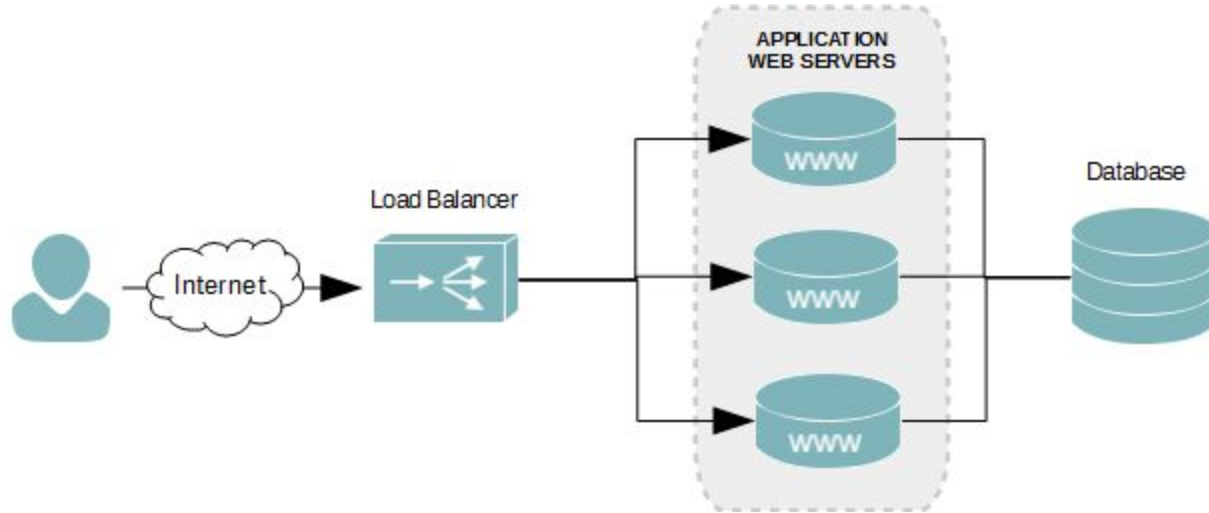 APPLICATION
WEB SERVERS
WWW
Database
Load Balancer
Internet
WWW
WWW